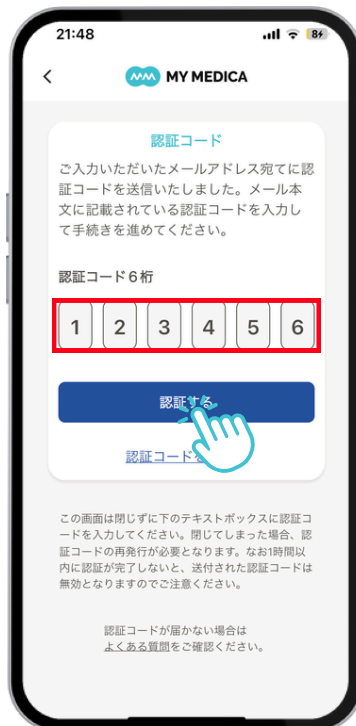 21:48
84
MY MEDICA
認証コード
ご入力いただいたメールアドレス宛てに認
証コードを送信いたしました。メール本
文に記載されている認証コードを入力し
て手続きを進めてください。
認証コード6桁
1 2 3 4 5 6
認証する
認証コード
この画面は閉じずに下のテキストボックスに認証コ
ードを入力してください。閉じてしまった場合、認
証コードの再発行が必要となります。なお1時間以
内に認証が完了しないと、送付された認証コードは
無効となりますのでご注意ください。
認証コードが届かない場合は
よくある質問をご確認ください。